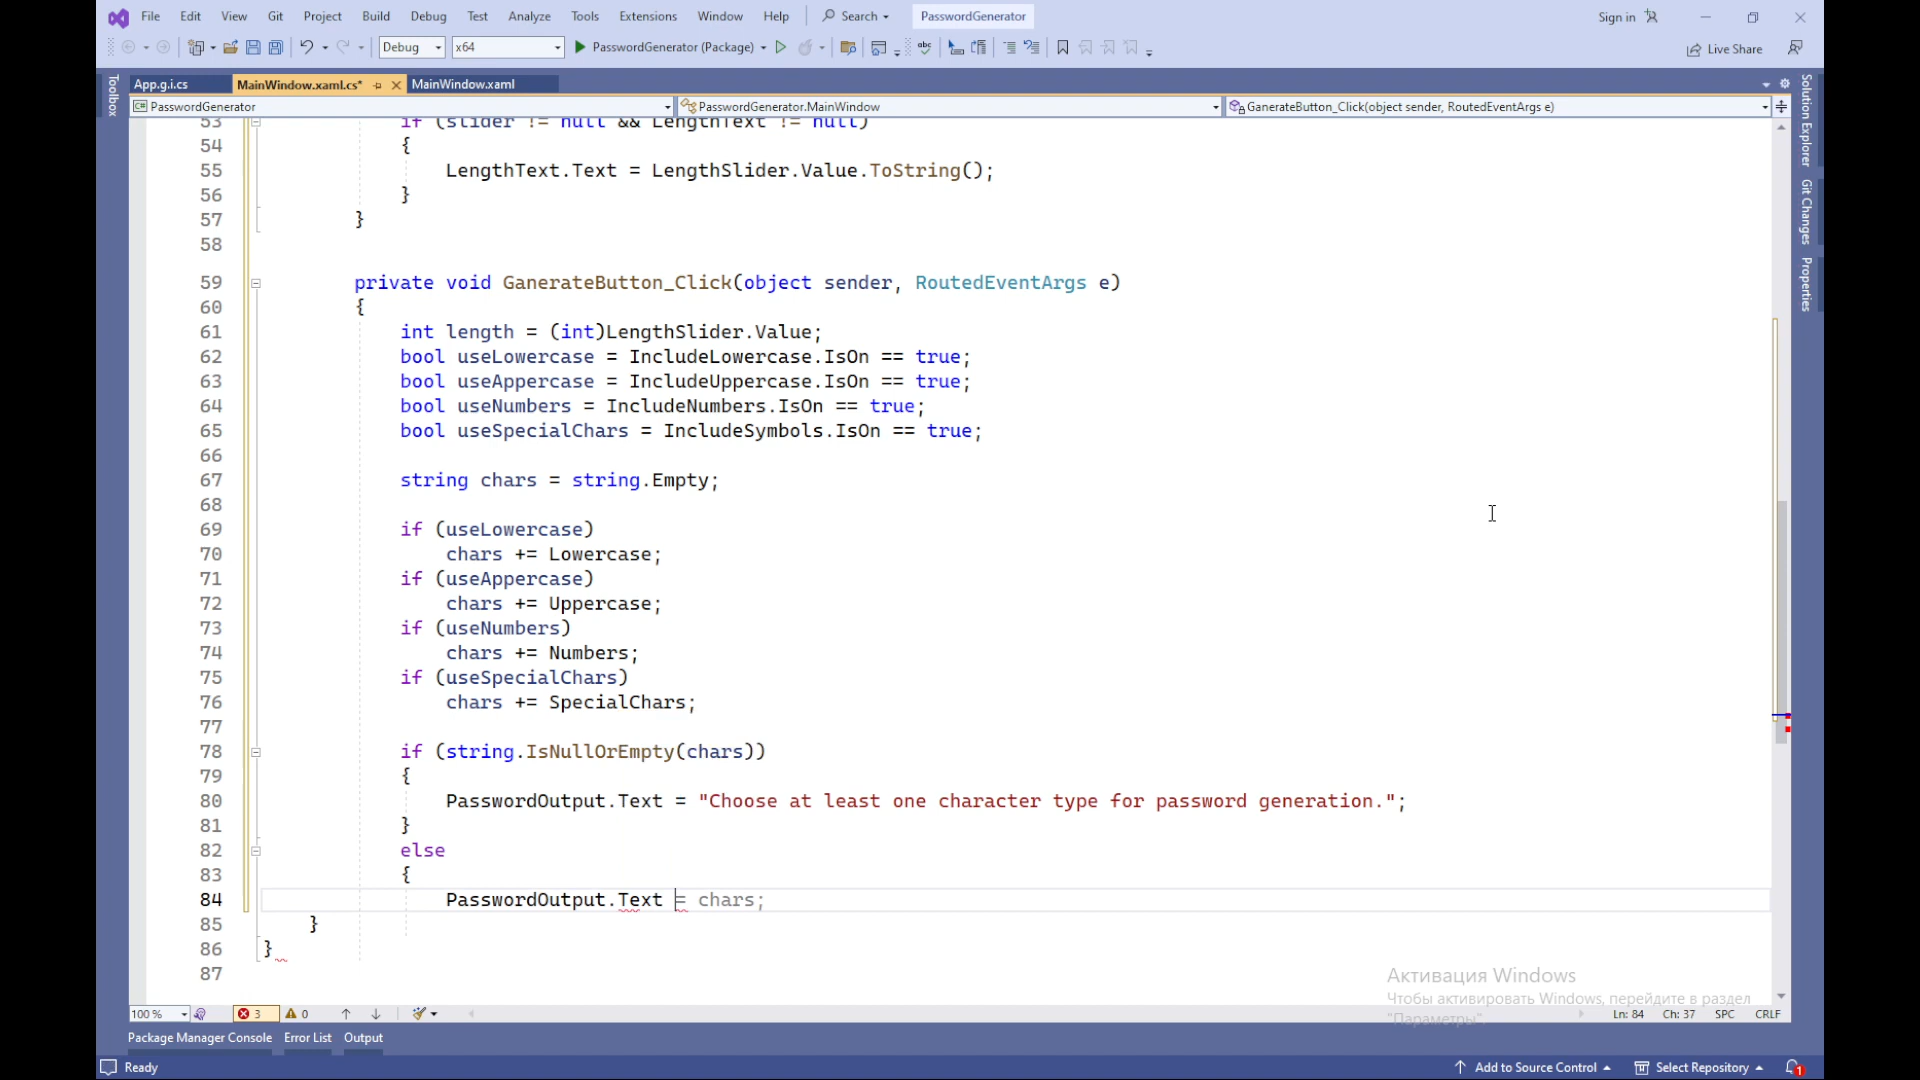 File Edit View Git Project Build Debug Test Analyze Tools Extensions Window Help Search PasswordGenerator Sign in
Debug x64 PasswordGenerator (Package) Live Share
App.g.i.cs MainWindow.xaml.cs* MainWindow.xaml
PasswordGenerator PasswordGenerator.MainWindow GanerateButton_Click(object sender, RoutedEventArgs e)
Toolbox
Solution Explorer
Git Changes
Properties
53 if (slider != null && LengthText != null)
54 {
55 LengthText.Text = LengthSlider.Value.ToString();
56 }
57 }
58
59 private void GanerateButton_Click(object sender, RoutedEventArgs e)
60 {
61 int length = (int)LengthSlider.Value;
62 bool useLowercase = IncludeLowercase.IsOn == true;
63 bool useAppercase = IncludeUppercase.IsOn == true;
64 bool useNumbers = IncludeNumbers.IsOn == true;
65 bool useSpecialChars = IncludeSymbols.IsOn == true;
66
67 string chars = string.Empty;
68
69 if (useLowercase)
70 chars += Lowercase;
71 if (useAppercase)
72 chars += Uppercase;
73 if (useNumbers)
74 chars += Numbers;
75 if (useSpecialChars)
76 chars += SpecialChars;
77
78 if (string.IsNullOrEmpty(chars))
79 {
80 PasswordOutput.Text = "Choose at least one character type for password generation.";
81 }
82 else
83 {
84 PasswordOutput.Text = chars;
85 }
86 }
87
Активация Windows
Чтобы активировать Windows, перейдите в раздел
"Параметры".
100 % 3 0 Ln: 84 Ch: 37 SPC CRLF
Package Manager Console Error List Output
Ready Add to Source Control Select Repository 1